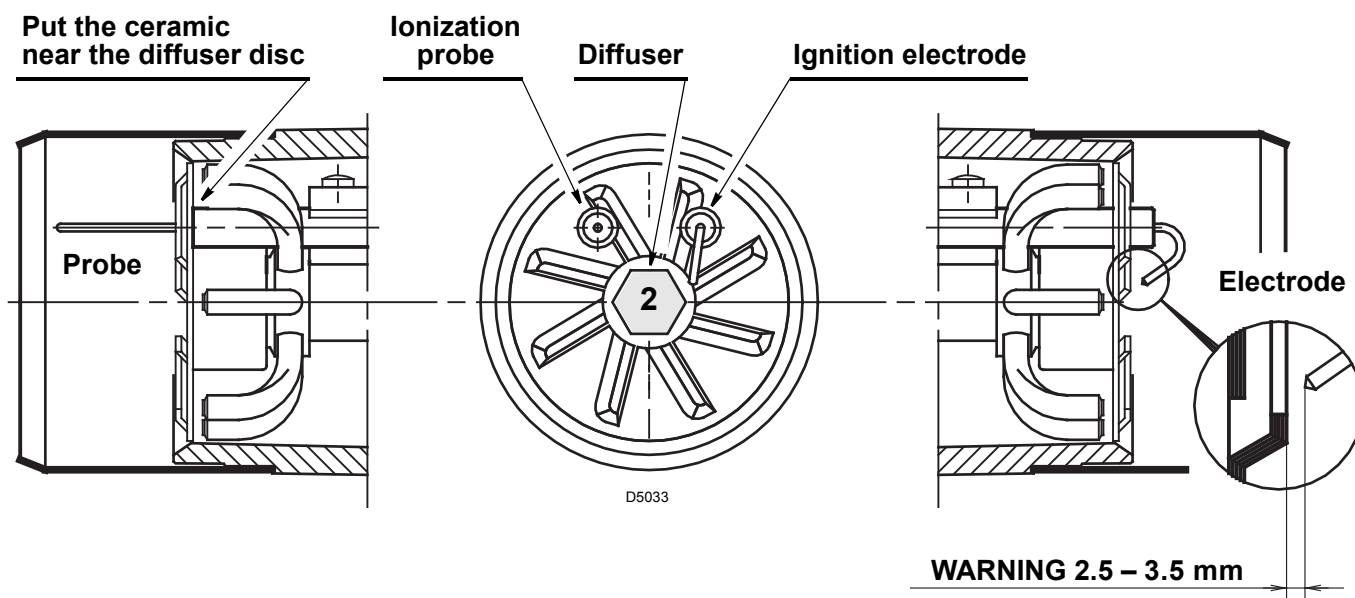 Put the ceramic
near the diffuser disc
Ionization
probe
Diffuser
Ignition electrode
Probe
2
Electrode
D5033
WARNING 2.5 – 3.5 mm